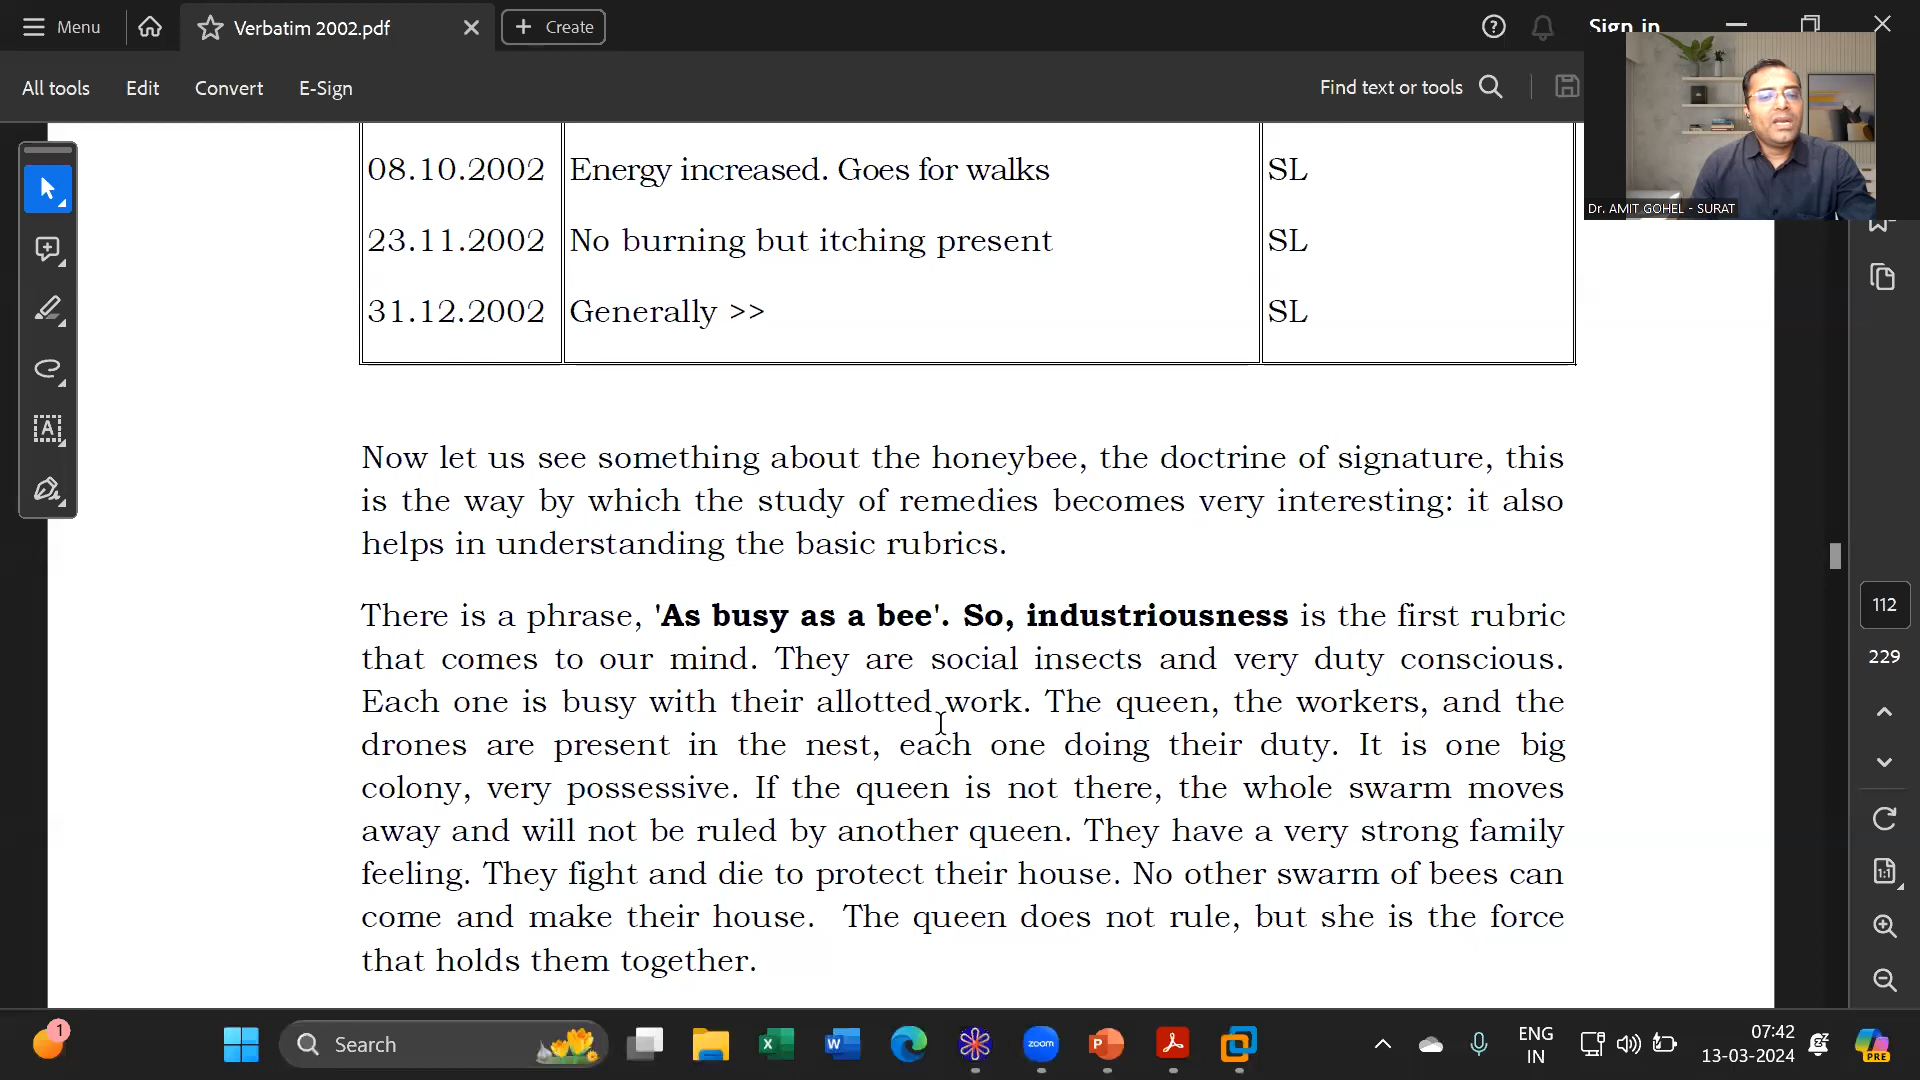 Menu
Verbatim 2002.pdf
Create
Sign in
All tools
Edit
Convert
E-Sign
Find text or tools
Dr. AMIT GOHEL - SURAT
08.10.2002 Energy increased. Goes for walks SL
23.11.2002 No burning but itching present SL
31.12.2002 Generally >> SL
Now let us see something about the honeybee, the doctrine of signature, this
is the way by which the study of remedies becomes very interesting: it also
helps in understanding the basic rubrics.
There is a phrase, 'As busy as a bee'. So, industriousness is the first rubric
that comes to our mind. They are social insects and very duty conscious.
Each one is busy with their allotted work. The queen, the workers, and the
drones are present in the nest, each one doing their duty. It is one big
colony, very possessive. If the queen is not there, the whole swarm moves
away and will not be ruled by another queen. They have a very strong family
feeling. They fight and die to protect their house. No other swarm of bees can
come and make their house. The queen does not rule, but she is the force
that holds them together.
112
229
1:1
1
Search
zoom
ENG
IN
07:42
13-03-2024
PRE